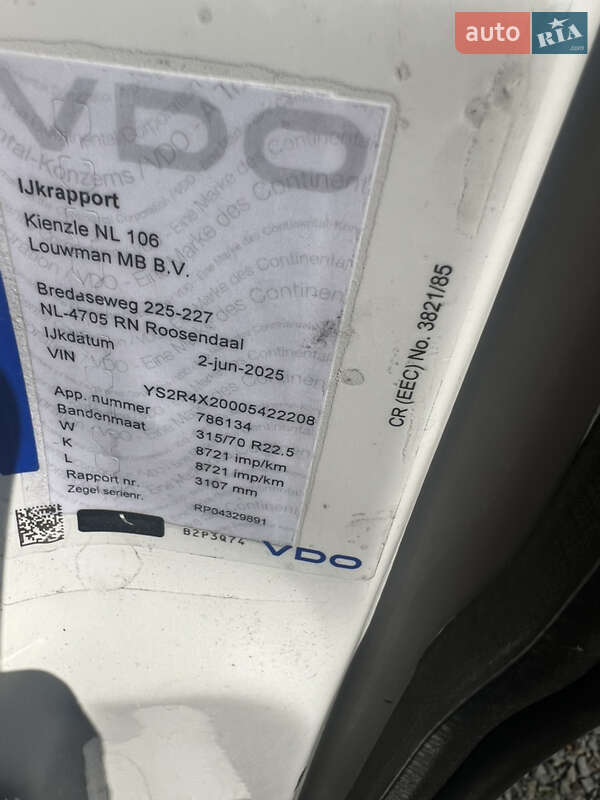 auto RIA.com
VDO
IJkrapport
Kienzle NL 106
Louwman MB B.V.
Bredaseweg 225-227
NL-4705 RN Roosendaal
IJkdatum 2-jun-2025
VIN YS2R4X20005422208
App. nummer 786134
Bandenmaat 315/70 R22.5
W 8721 imp/km
K 8721 imp/km
L 3107 mm
Rapport nr. RP04329891
Zegel serienr.
B2P3Q74
VDO
CR (EEC) No. 3821/85